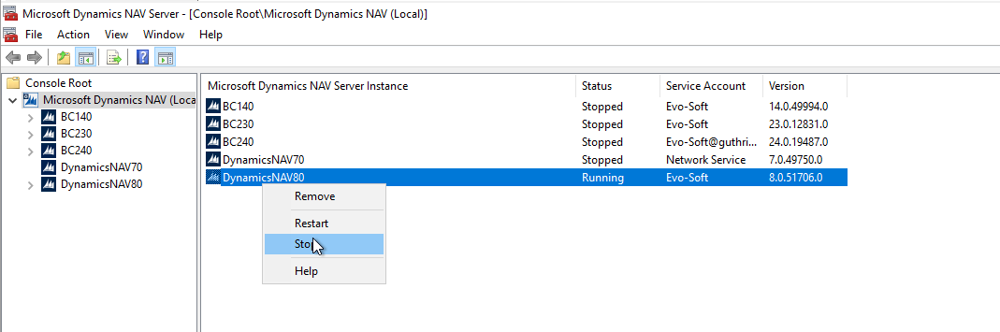 Microsoft Dynamics NAV Server - [Console Root\Microsoft Dynamics NAV (Local)]
File Action View Window Help
Console Root
Microsoft Dynamics NAV (Loca
BC140
BC230
BC240
DynamicsNAV70
DynamicsNAV80
Microsoft Dynamics NAV Server Instance Status Service Account Version
BC140 Stopped Evo-Soft 14.0.49994.0
BC230 Stopped Evo-Soft 23.0.12831.0
BC240 Stopped Evo-Soft@guthri... 24.0.19487.0
DynamicsNAV70 Stopped Network Service 7.0.49750.0
DynamicsNAV80 Running Evo-Soft 8.0.51706.0
Remove
Restart
Stop
Help